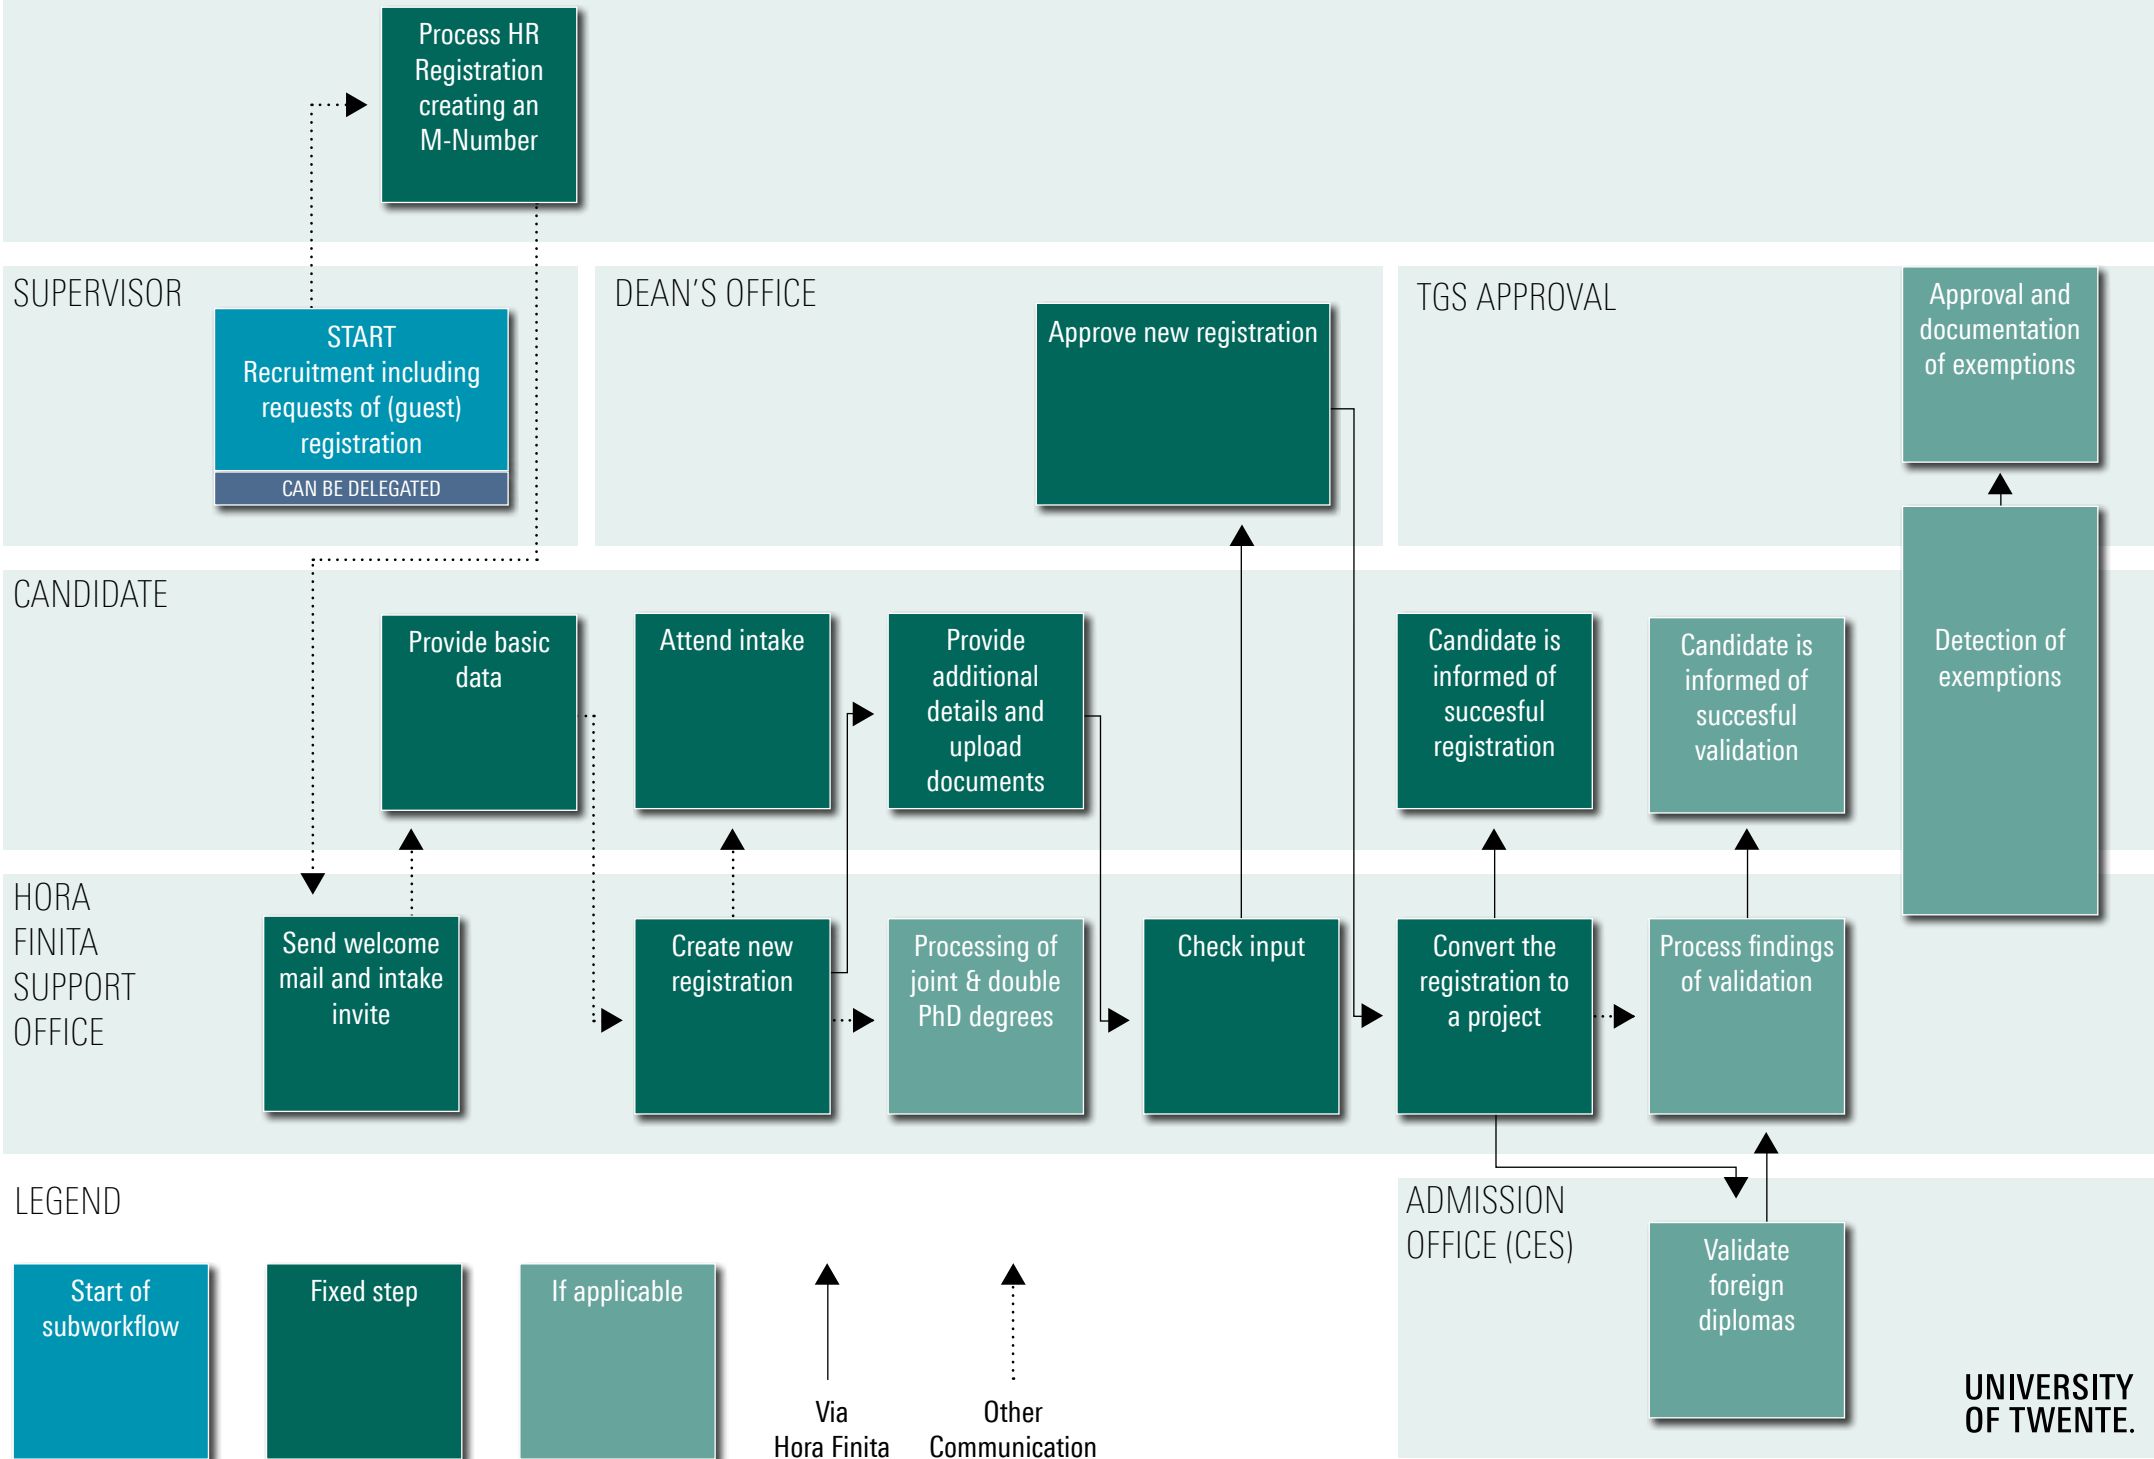 Process HR
Registration
creating an
M-Number
SUPERVISOR
START
Recruitment including
requests of (guest)
registration
CAN BE DELEGATED
DEAN'S OFFICE
Approve new registration
TGS APPROVAL
Approval and
documentation
of exemptions
CANDIDATE
Provide basic
data
Attend intake
Provide
additional
details and
upload
documents
Candidate is
informed of
succesful
registration
Candidate is
informed of
succesful
validation
Detection of
exemptions
HORA
FINITA
SUPPORT
OFFICE
Send welcome
mail and intake
invite
Create new
registration
Processing of
joint & double
PhD degrees
Check input
Convert the
registration to
a project
Process findings
of validation
LEGEND
Start of
subworkflow
Fixed step
If applicable
Via
Hora Finita
Other
Communication
ADMISSION
OFFICE (CES)
Validate
foreign
diplomas
UNIVERSITY
OF TWENTE.